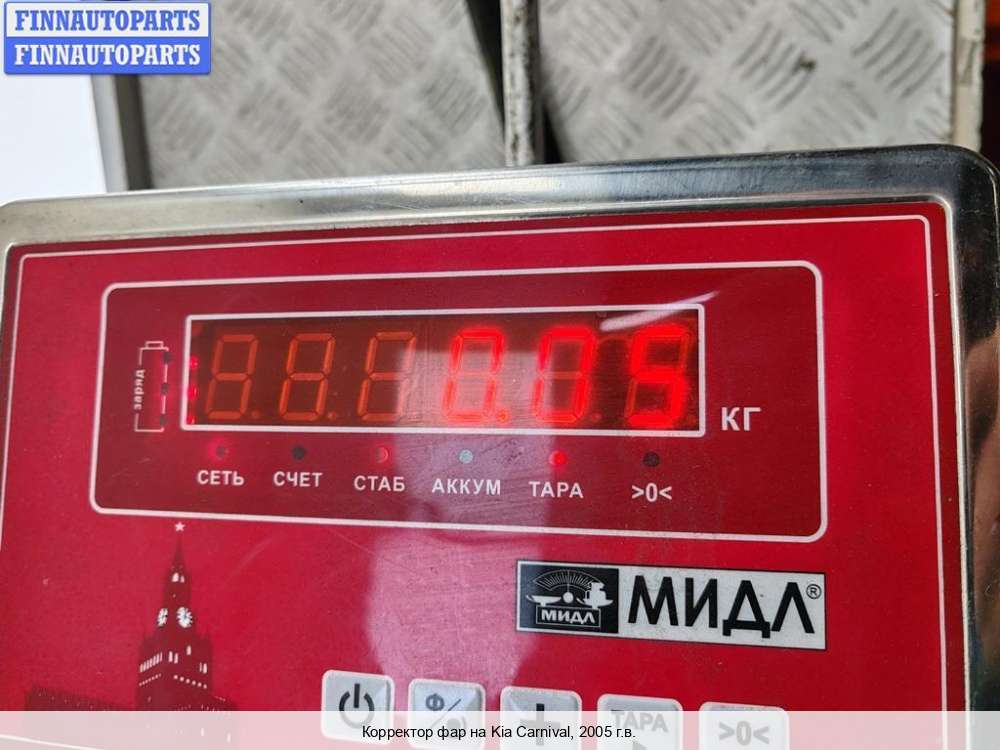 FINNAUTOPARTS
FINNAUTOPARTS
заряд
0.05
КГ
СЕТЬ СЧЕТ СТАБ АККУМ ТАРА >0<
МИДЛ МИДЛ®
Ф + ТАРА >0<
Корректор фар на Kia Carnival, 2005 г.в.